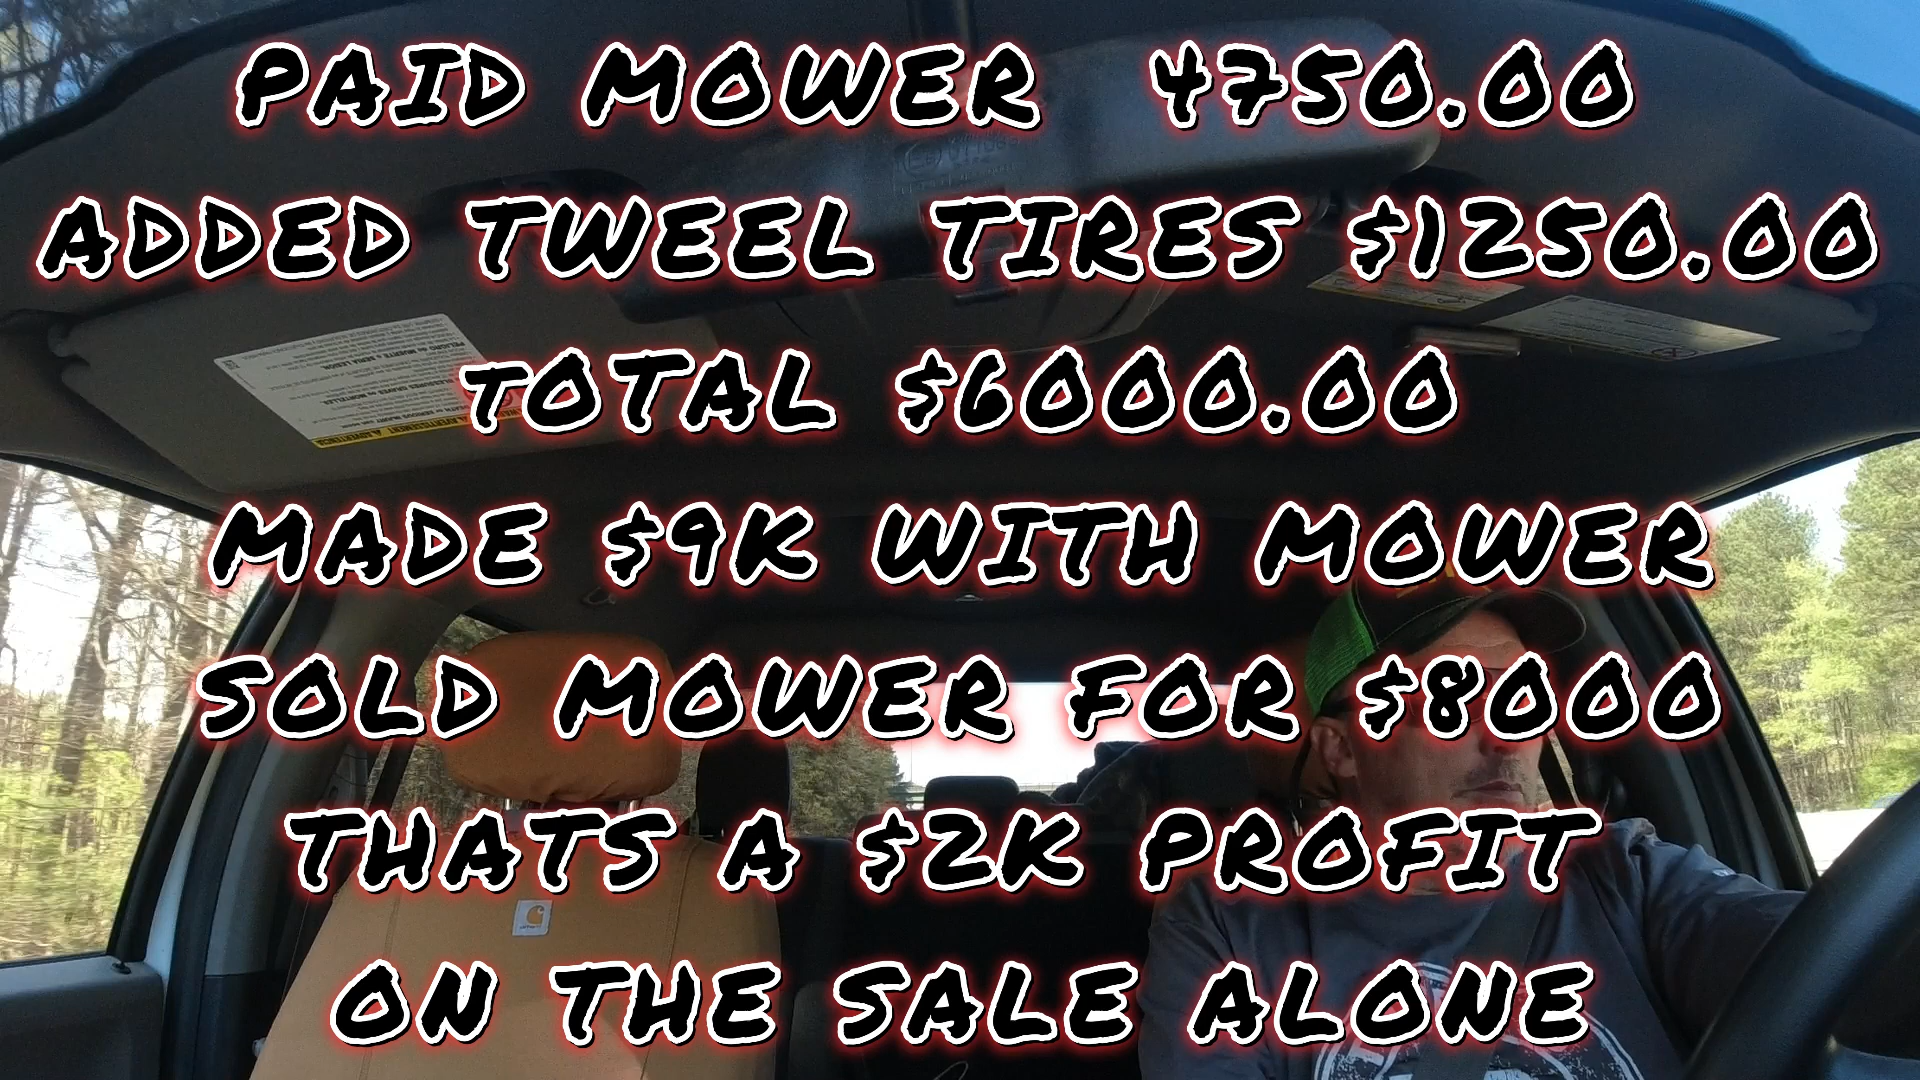 PAID MOWER 4750.00
ADDED TWEEL TIRES $1250.00
TOTAL $6000.00
MADE $9K WITH MOWER
SOLD MOWER FOR $8000
THATS A $2K PROFIT
ON THE SALE ALONE